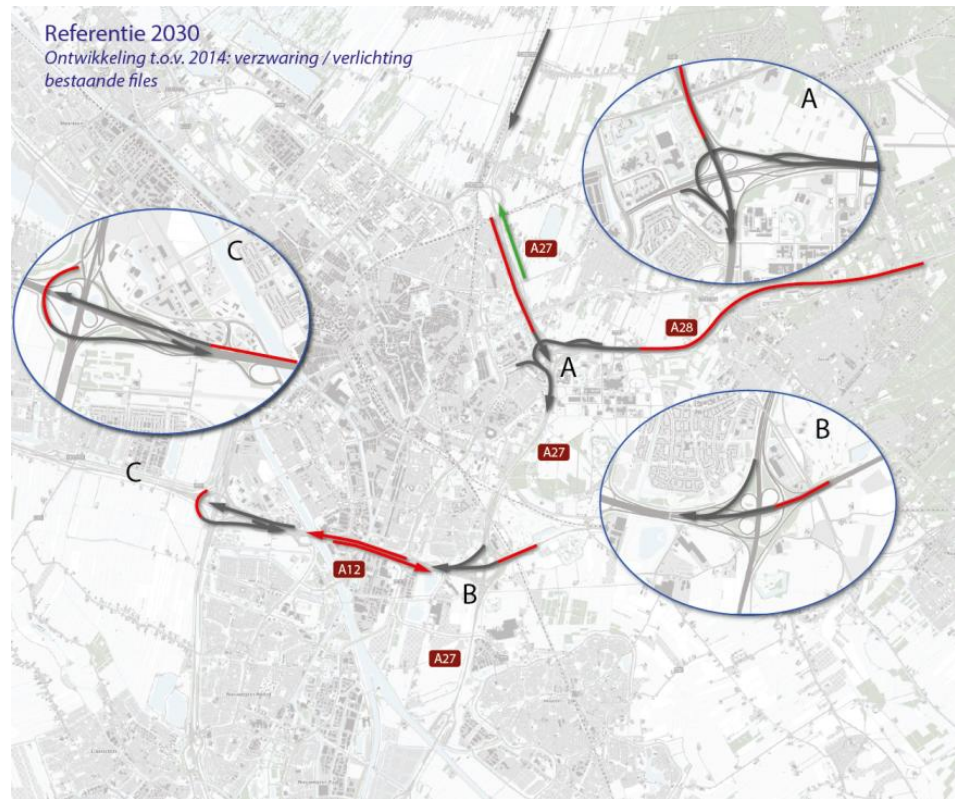 Referentie 2030
Ontwikkeling t.o.v. 2014: verzwaring / verlichting
bestaande files
A
C
A27
A28
A
B
A27
C
A12
B
A27